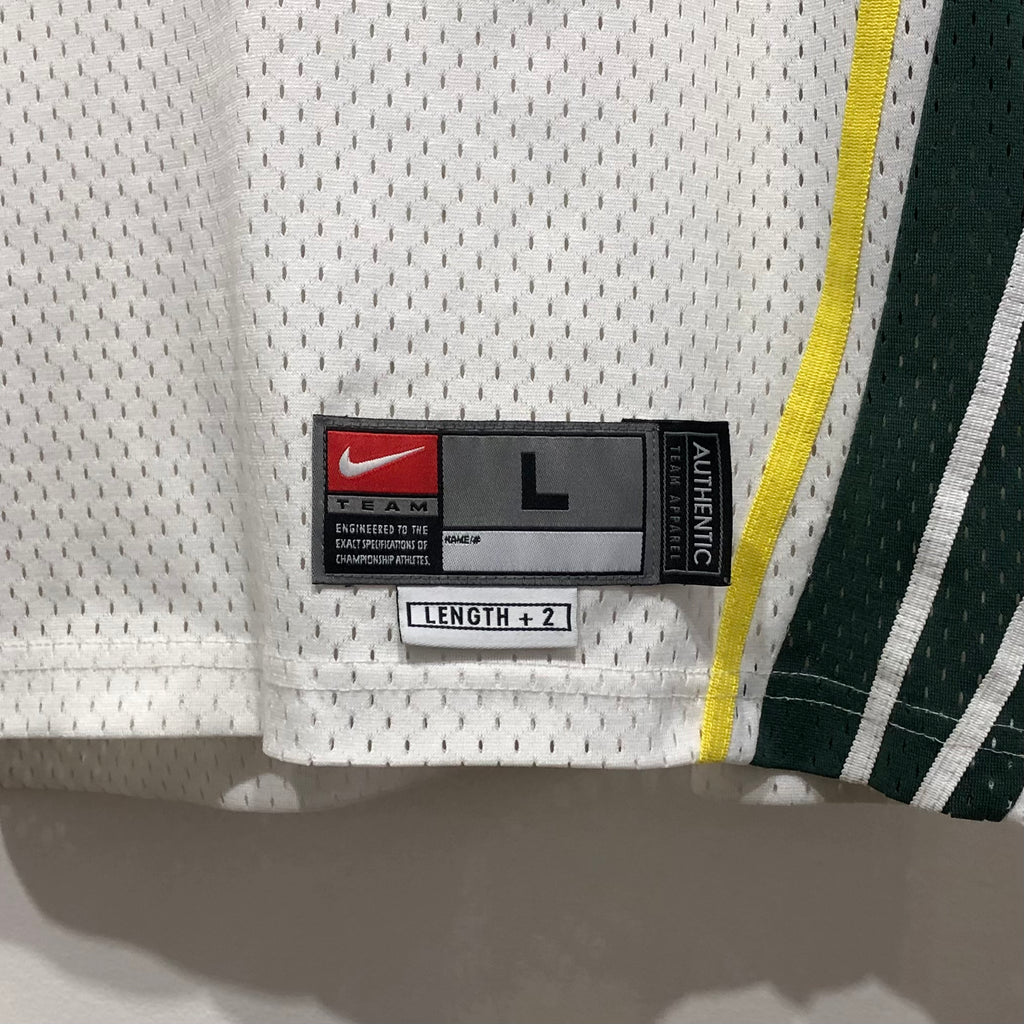 TEAM
ENGINEERED TO THE
EXACT SPECIFICATIONS OF
CHAMPIONSHIP ATHLETES.
L
NAME/#
AUTHENTIC
TEAM APPAREL
LENGTH + 2